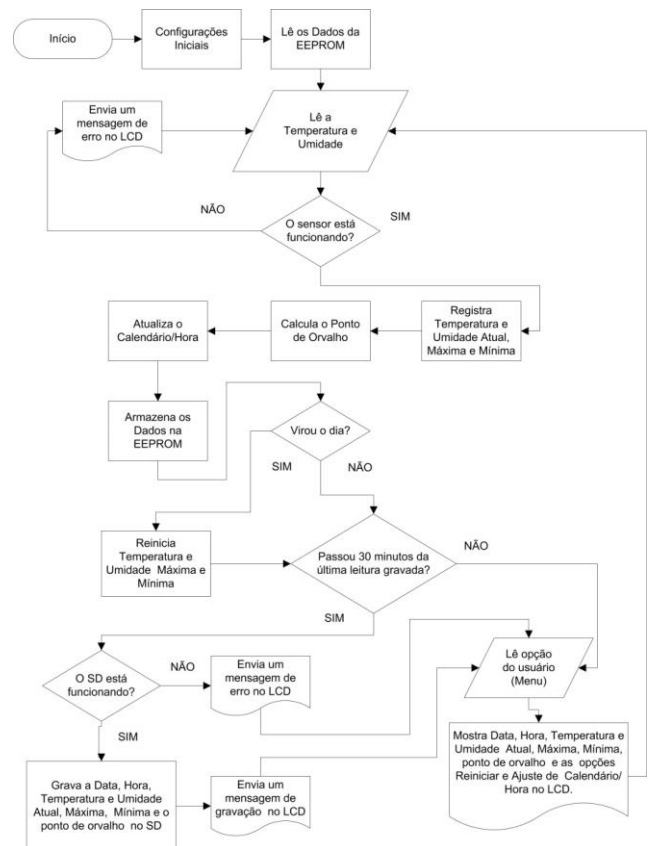 Início
Configurações
Iniciais
Lê os Dados da
EEPROM
Envia um
mensagem de
erro no LCD
Lê a
Temperatura e
Umidade
NÃO
SIM
O sensor está
funcionando?
Atualiza o
Calendário/Hora
Calcula o Ponto
de Orvalho
Registra
Temperatura e
Umidade Atual,
Máxima e Mínima
Armazena os
Dados na
EEPROM
Virou o dia?
SIM
NÃO
Reinicia
Temperatura e
Umidade Máxima e
Mínima
Passou 30 minutos da
última leitura gravada?
NÃO
SIM
O SD está
funcionando?
NÃO
Envia um
mensagem de
erro no LCD
Lê opção
do usuário
(Menu)
SIM
Grava a Data, Hora,
Temperatura e Umidade
Atual, Máxima, Mínima e o
ponto de orvalho no SD
Envia um
mensagem de
gravação no LCD
Mostra Data, Hora, Temperatura e
Umidade Atual, Máxima, Mínima,
ponto de orvalho e as opções
Reiniciar e Ajuste de Calendário/
Hora no LCD.